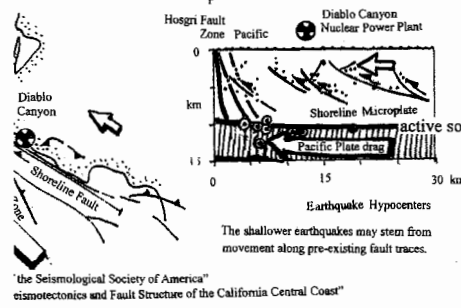 Hosgri Fault
Zone Pacific
Diablo Canyon
Nuclear Power Plant
0
km
15
Shoreline Microplate
active so
Pacific Plate drag
0 15 30 km
Earthquake Hypocenters
The shallower earthquakes may stem from
movement along pre-existing fault traces.
Diablo
Canyon
Shoreline Fault
zone
"the Seismological Society of America"
eismotectonics and Fault Structure of the California Central Coast"